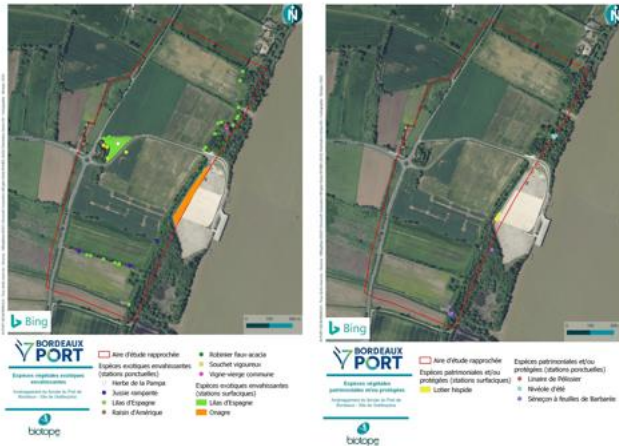 N
Bing
BORDEAUX
PORT
Espèces végétales exotiques
envahissantes
biotope
Aire d'étude rapprochée
Espèces exotiques envahissantes
(stations ponctuelles)
Herbe de la Pampa
Jussie rampante
Lilas d'Espagne
Raisin d'Amérique
Robinier faux-acacia
Souchet vigoureux
Vigne-vierge commune
Espèces exotiques envahissantes
(stations surfaciques)
Lilas d'Espagne
Onagre
N
Bing
BORDEAUX
PORT
Espèces végétales
patrimoniales et/ou protégées
biotope
Aire d'étude rapprochée
Espèces patrimoniales et/ou
protégées (stations surfaciques)
Lotier hispide
Espèces patrimoniales et/ou
protégées (stations ponctuelles)
Linaire de Pélissier
Nivéole d'été
Séneçon à feuilles de Barbarée